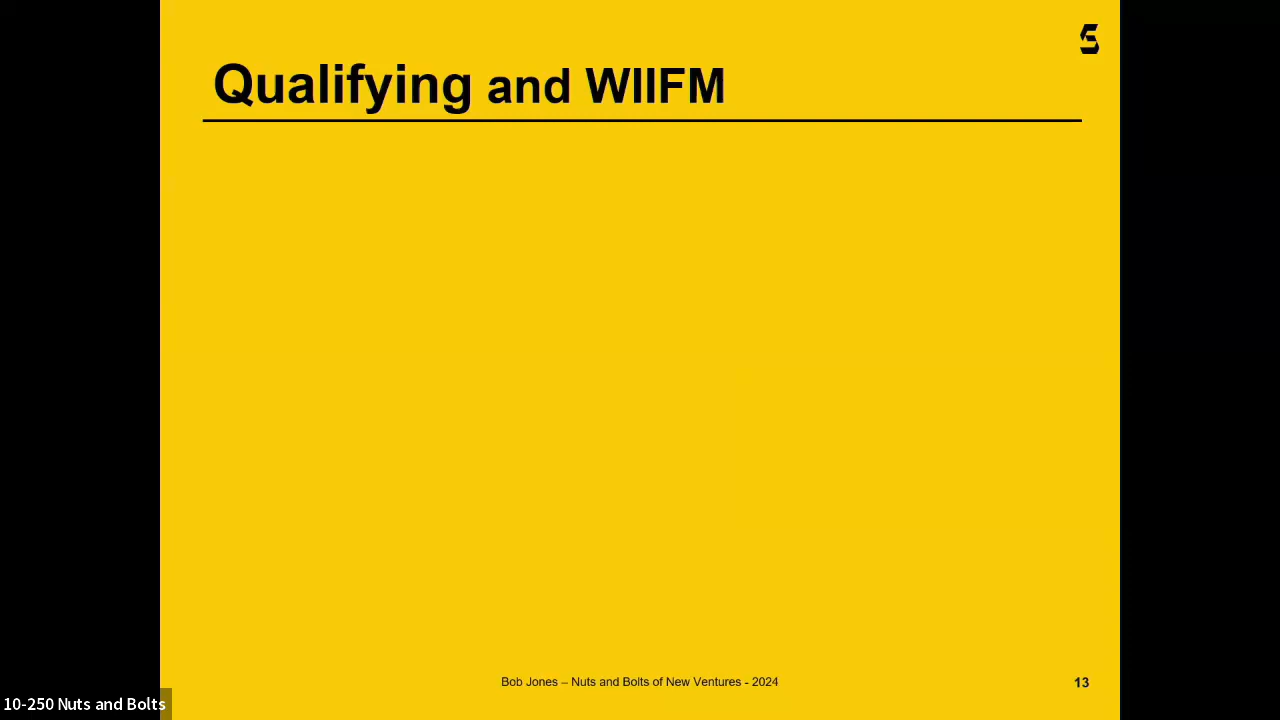 Qualifying and WIIFM
Bob Jones – Nuts and Bolts of New Ventures - 2024
13
10-250 Nuts and Bolts